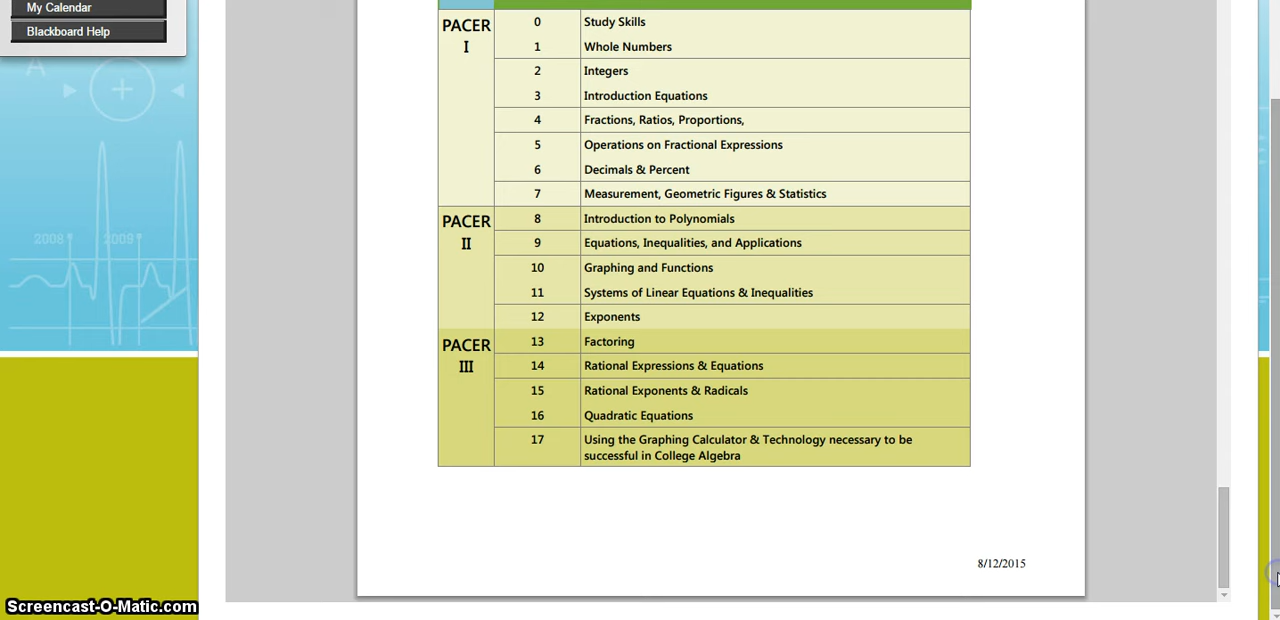 My Calendar
Blackboard Help
A
2008
2009
PACER
I
0 Study Skills
1 Whole Numbers
2 Integers
3 Introduction Equations
4 Fractions, Ratios, Proportions,
5 Operations on Fractional Expressions
6 Decimals & Percent
7 Measurement, Geometric Figures & Statistics
PACER
II
8 Introduction to Polynomials
9 Equations, Inequalities, and Applications
10 Graphing and Functions
11 Systems of Linear Equations & Inequalities
12 Exponents
PACER
III
13 Factoring
14 Rational Expressions & Equations
15 Rational Exponents & Radicals
16 Quadratic Equations
17 Using the Graphing Calculator & Technology necessary to be
successful in College Algebra
8/12/2015
Screencast-O-Matic.com